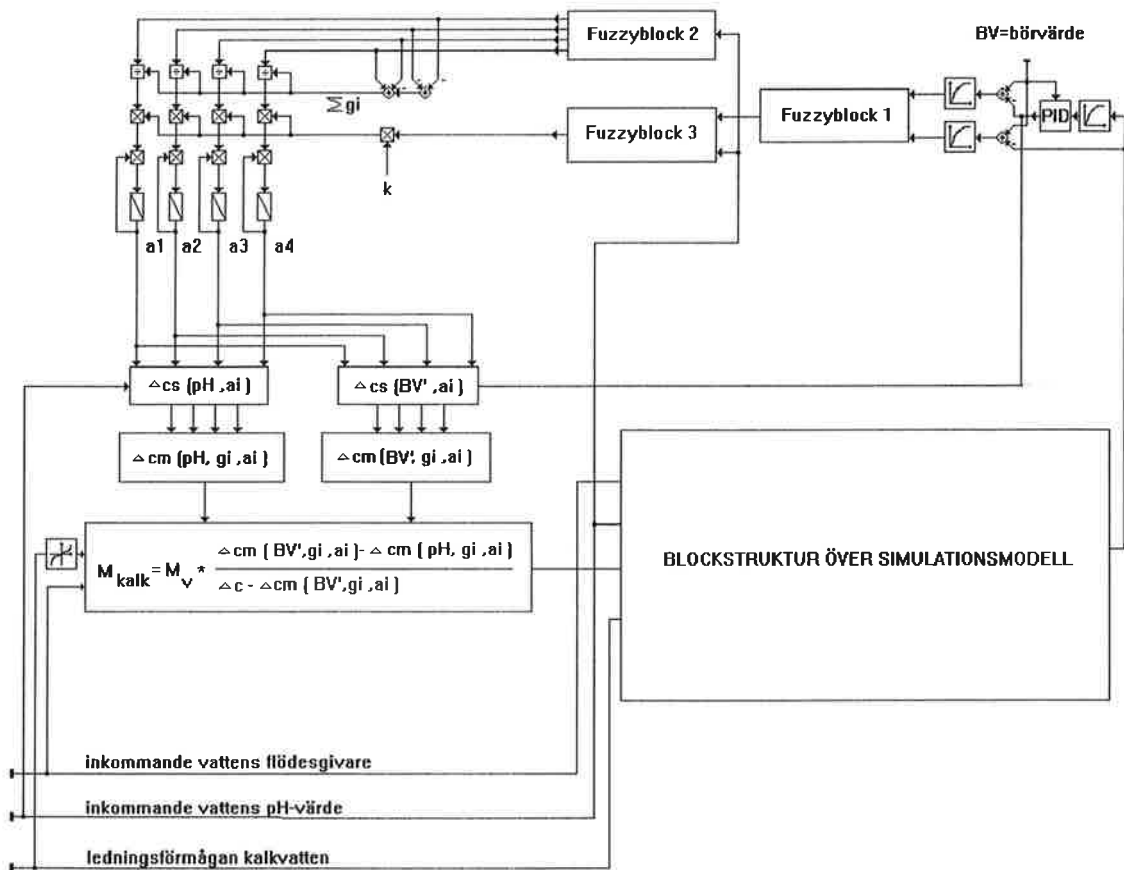 Fuzzyblock 2
BV=börvärde
Fuzzyblock 1
PID
Mgi
Fuzzyblock 3
k
a1 a2 a3 a4
△cs (pH ,ai)
△cs (BV' ,ai)
△cm (pH, gi ,ai)
△cm (BV', gi ,ai)
M kalk = M v * △cm ( BV',gi ,ai) - △cm ( pH, gi ,ai)
△c - △cm ( BV',gi ,ai)
BLOCKSTRUKTUR ÖVER SIMULATIONSMODELL
inkommande vattens flödesgivare
inkommande vattens pH-värde
ledningsförmågan kalkvatten